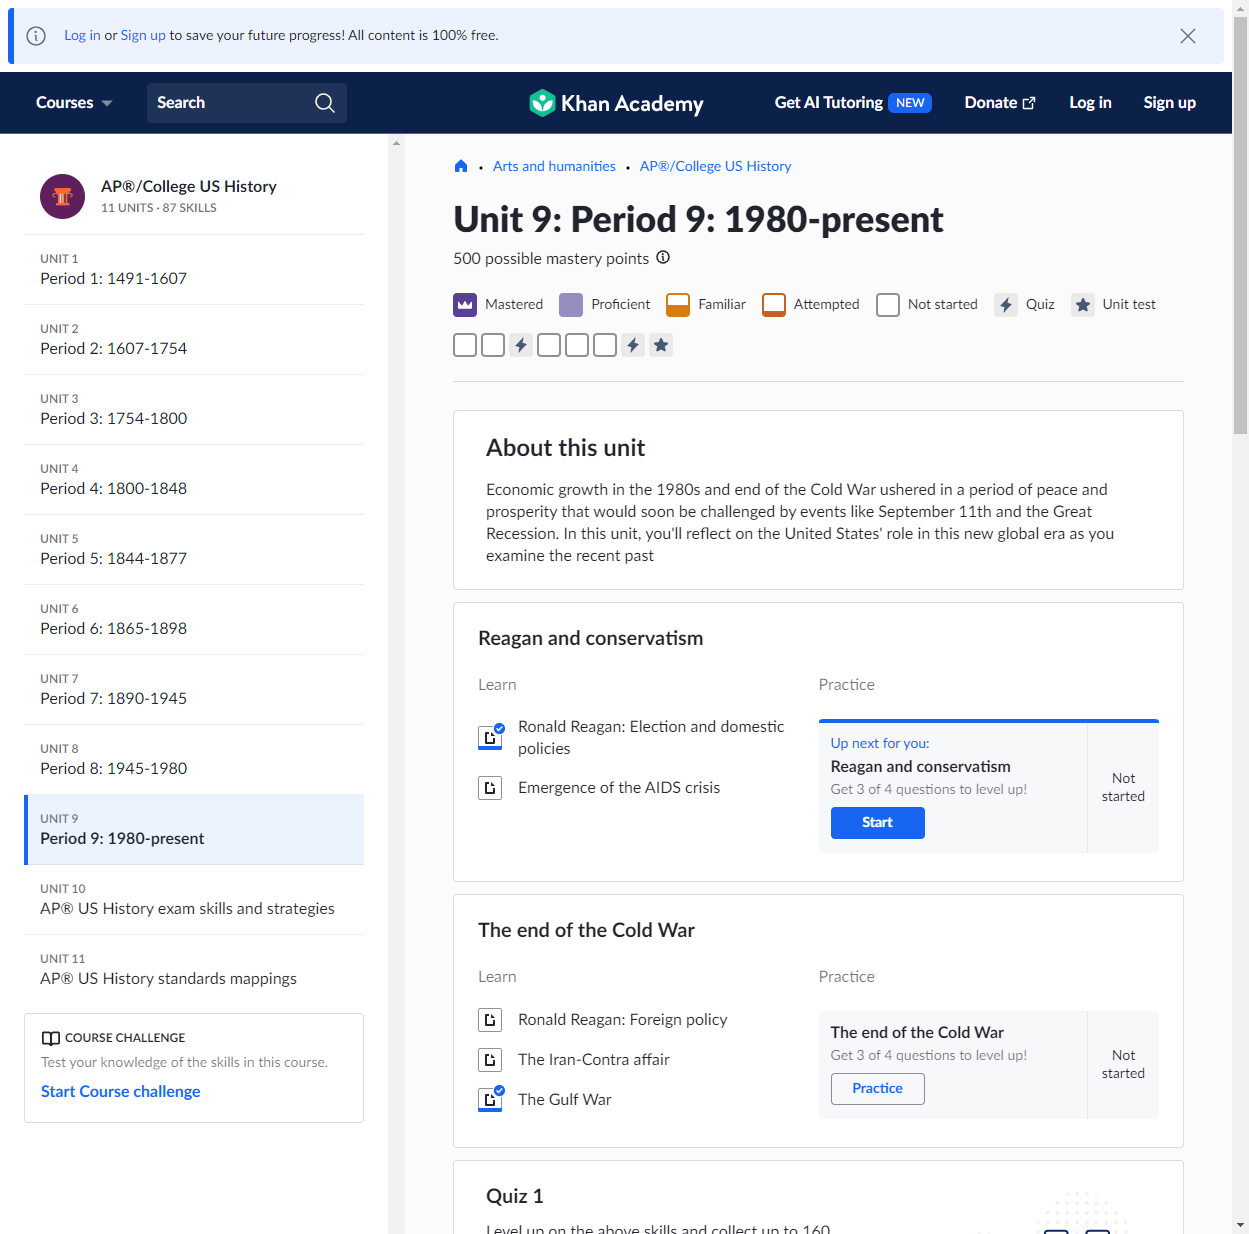 Log in or Sign up to save your future progress! All content is 100% free.
Courses
Search
Khan Academy
Get AI Tutoring NEW
Donate
Log in
Sign up
AP®/College US History
11 UNITS · 87 SKILLS
UNIT 1
Period 1: 1491-1607
UNIT 2
Period 2: 1607-1754
UNIT 3
Period 3: 1754-1800
UNIT 4
Period 4: 1800-1848
UNIT 5
Period 5: 1844-1877
UNIT 6
Period 6: 1865-1898
UNIT 7
Period 7: 1890-1945
UNIT 8
Period 8: 1945-1980
UNIT 9
Period 9: 1980-present
UNIT 10
AP® US History exam skills and strategies
UNIT 11
AP® US History standards mappings
COURSE CHALLENGE
Test your knowledge of the skills in this course.
Start Course challenge
Arts and humanities • AP®/College US History
Unit 9: Period 9: 1980-present
500 possible mastery points
Mastered
Proficient
Familiar
Attempted
Not started
Quiz
Unit test
About this unit
Economic growth in the 1980s and end of the Cold War ushered in a period of peace and
prosperity that would soon be challenged by events like September 11th and the Great
Recession. In this unit, you'll reflect on the United States' role in this new global era as you
examine the recent past
Reagan and conservatism
Learn
Ronald Reagan: Election and domestic
policies
Emergence of the AIDS crisis
Practice
Up next for you:
Reagan and conservatism
Get 3 of 4 questions to level up!
Start
Not
started
The end of the Cold War
Learn
Ronald Reagan: Foreign policy
The Iran-Contra affair
The Gulf War
Practice
The end of the Cold War
Get 3 of 4 questions to level up!
Practice
Not
started
Quiz 1
Level up on the above skills and collect up to 160